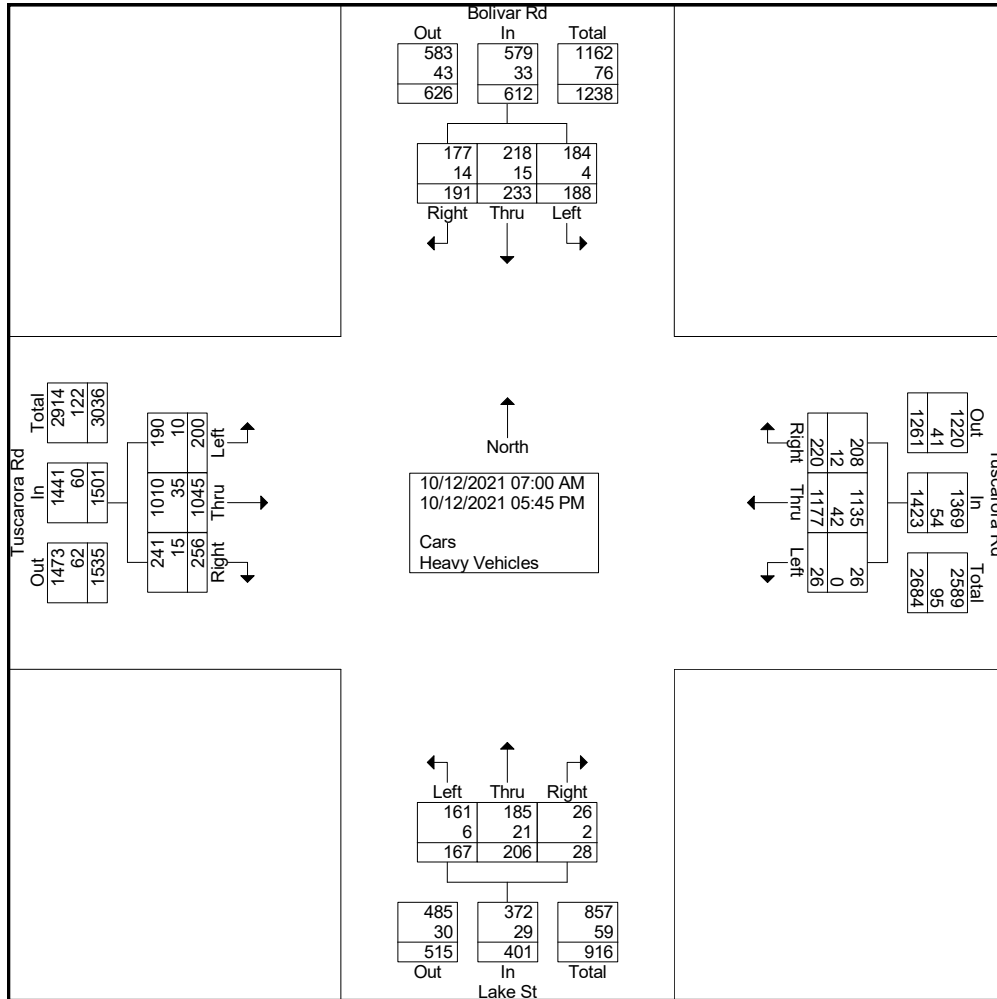 Bolivar Rd
Out In Total
583 579 1162
43 33 76
626 612 1238
177 218 184
14 15 4
191 233 188
Right Thru Left
Tuscarora Rd
Total In Out
2914 1441 1473
122 60 62
3036 1501 1535
190 1010 241
10 35 15
200 1045 256
Left Thru Right
North
10/12/2021 07:00 AM
10/12/2021 05:45 PM
Cars
Heavy Vehicles
Right Thru Left
208 1135 26
12 42 0
220 1177 26
Out In Total
1220 1369 2589
41 54 95
1261 1423 2684
Tuscarora Rd
Left Thru Right
161 185 26
6 21 2
167 206 28
485 372 857
30 29 59
515 401 916
Out In Total
Lake St